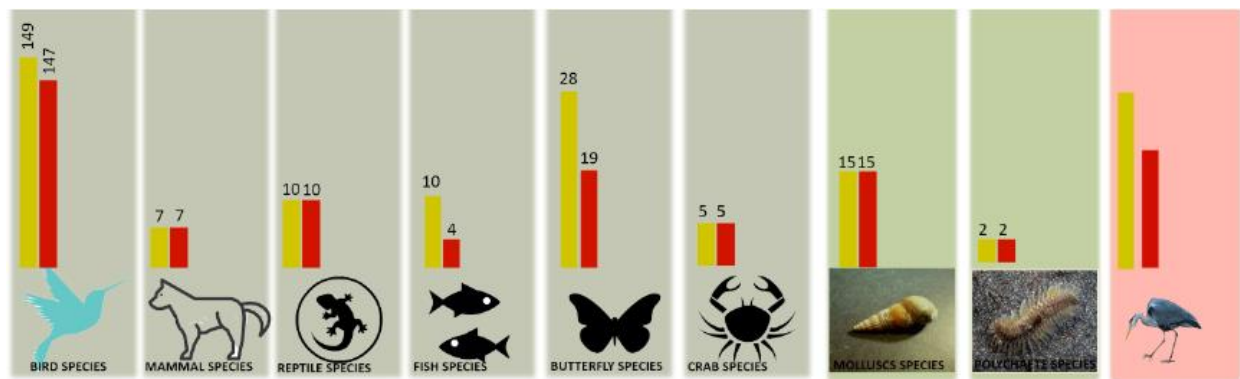 149 147
BIRD SPECIES
7 7
MAMMAL SPECIES
10 10
REPTILE SPECIES
10 4
FISH SPECIES
28 19
BUTTERFLY SPECIES
5 5
CRAB SPECIES
15 15
MOLLUSCS SPECIES
2 2
POLYCHAETE SPECIES